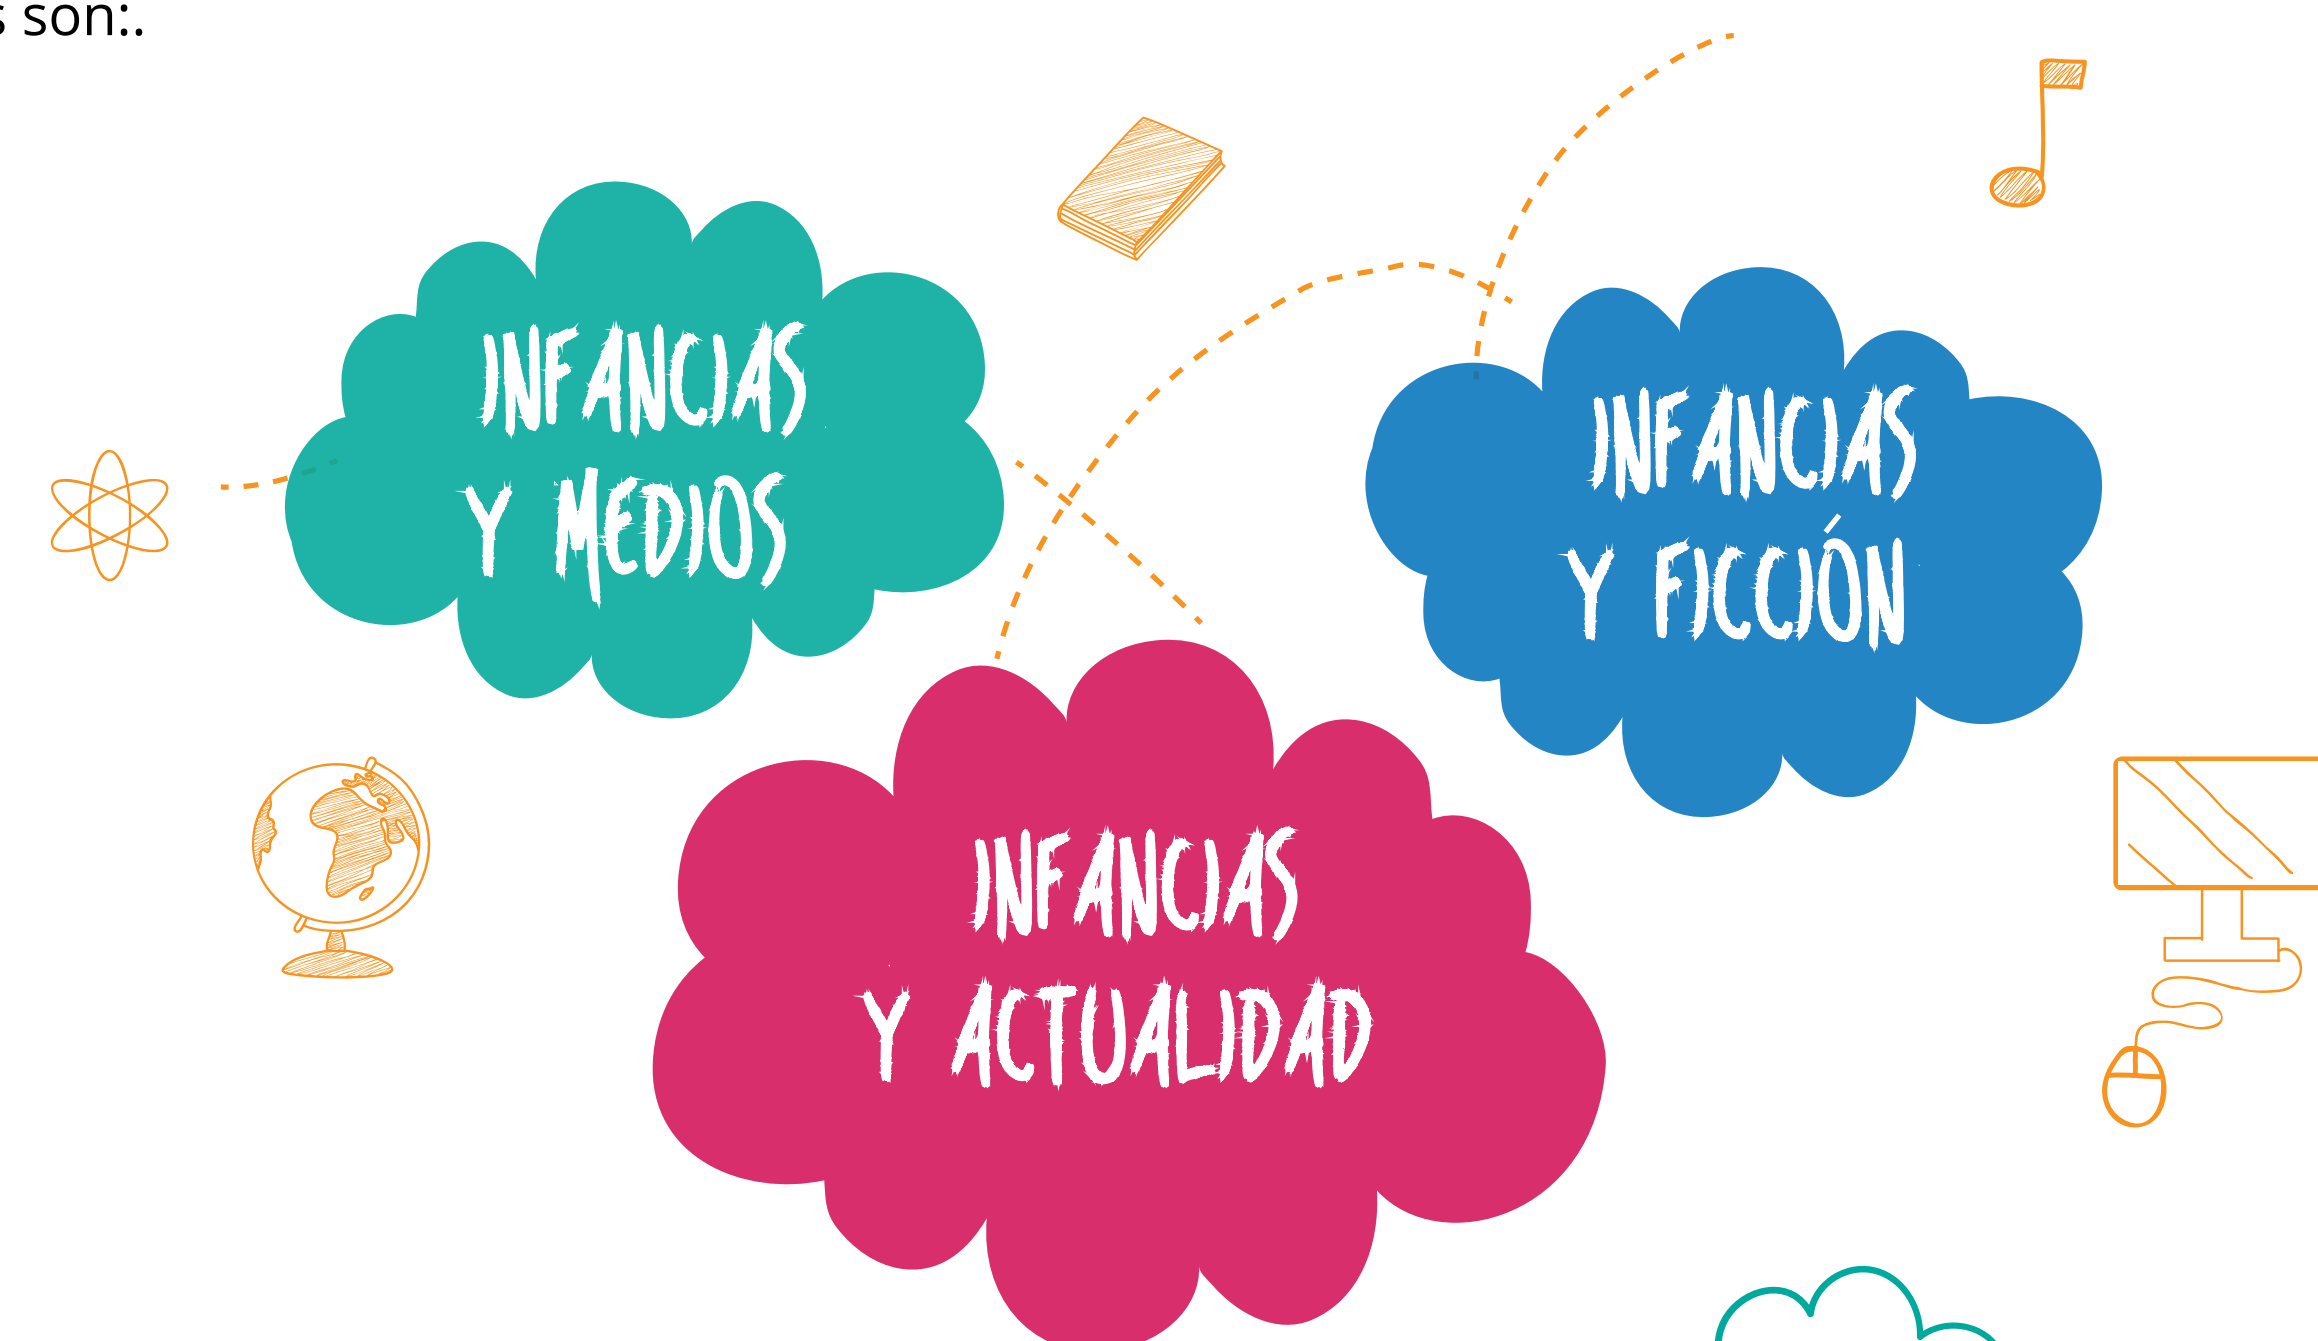 son:.
INFANCIAS
Y MEDIOS
INFANCIAS
Y FICCIÓN
INFANCIAS
Y ACTUALIDAD